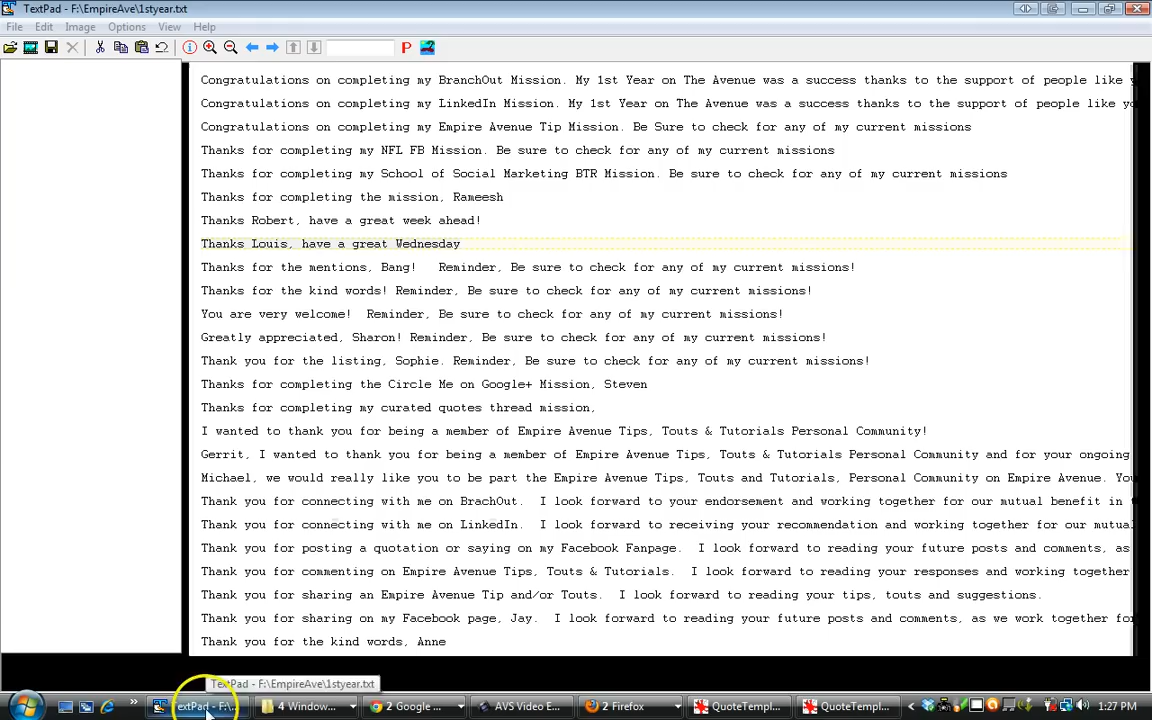 TextPad - F:\EmpireAve\1styear.txt
File Edit Image Options View Help
Congratulations on completing my BranchOut Mission. My 1st Year on The Avenue was a success thanks to the support of people like
Congratulations on completing my LinkedIn Mission. My 1st Year on The Avenue was a success thanks to the support of people like
Congratulations on completing my Empire Avenue Tip Mission. Be Sure to check for any of my current missions
Thanks for completing my NFL FB Mission. Be sure to check for any of my current missions
Thanks for completing my School of Social Marketing BTR Mission. Be sure to check for any of my current missions
Thanks for completing the mission, Rameesh
Thanks Robert, have a great week ahead!
Thanks Louis, have a great Wednesday
Thanks for the mentions, Bang! Reminder, Be sure to check for any of my current missions!
Thanks for the kind words! Reminder, Be sure to check for any of my current missions!
You are very welcome! Reminder, Be sure to check for any of my current missions!
Greatly appreciated, Sharon! Reminder, Be sure to check for any of my current missions!
Thank you for the listing, Sophie. Reminder, Be sure to check for any of my current missions!
Thanks for completing the Circle Me on Google+ Mission, Steven
Thanks for completing my curated quotes thread mission,
I wanted to thank you for being a member of Empire Avenue Tips, Touts & Tutorials Personal Community!
Gerrit, I wanted to thank you for being a member of Empire Avenue Tips, Touts & Tutorials Personal Community and for your ongoing
Michael, we would really like you to be part the Empire Avenue Tips, Touts and Tutorials, Personal Community on Empire Avenue. Yo
Thank you for connecting with me on BrachOut. I look forward to your endorsement and working together for our mutual benefit in
Thank you for connecting with me on LinkedIn. I look forward to receiving your recommendation and working together for our mutual
Thank you for posting a quotation or saying on my Facebook Fanpage. I look forward to reading your future posts and comments, as
Thank you for commenting on Empire Avenue Tips, Touts & Tutorials. I look forward to reading your responses and working together
Thank you for sharing an Empire Avenue Tip and/or Touts. I look forward to reading your tips, touts and suggestions.
Thank you for sharing on my Facebook page, Jay. I look forward to reading your future posts and comments, as we work together for
Thank you for the kind words, Anne
TextPad - F:\EmpireAve\1styear.txt
extPad - F:\... 4 Window... 2 Google ... AVS Video E... 2 Firefox QuoteTempl... QuoteTempl... 1:27 PM